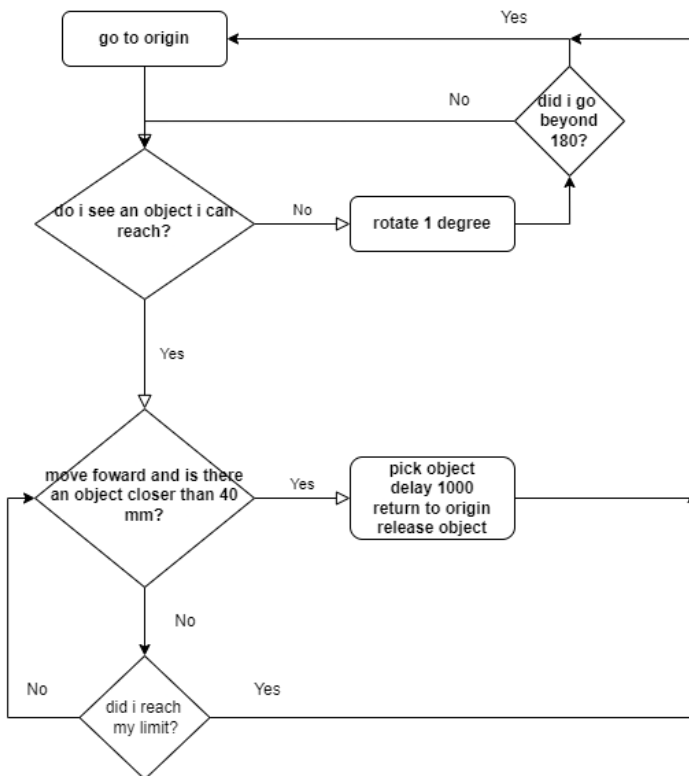 Yes
go to origin
No
did i go
beyond
180?
do i see an object i can
reach?
No
rotate 1 degree
Yes
move foward and is there
an object closer than 40
mm?
Yes
pick object
delay 1000
return to origin
release object
No
No
did i reach
my limit?
Yes